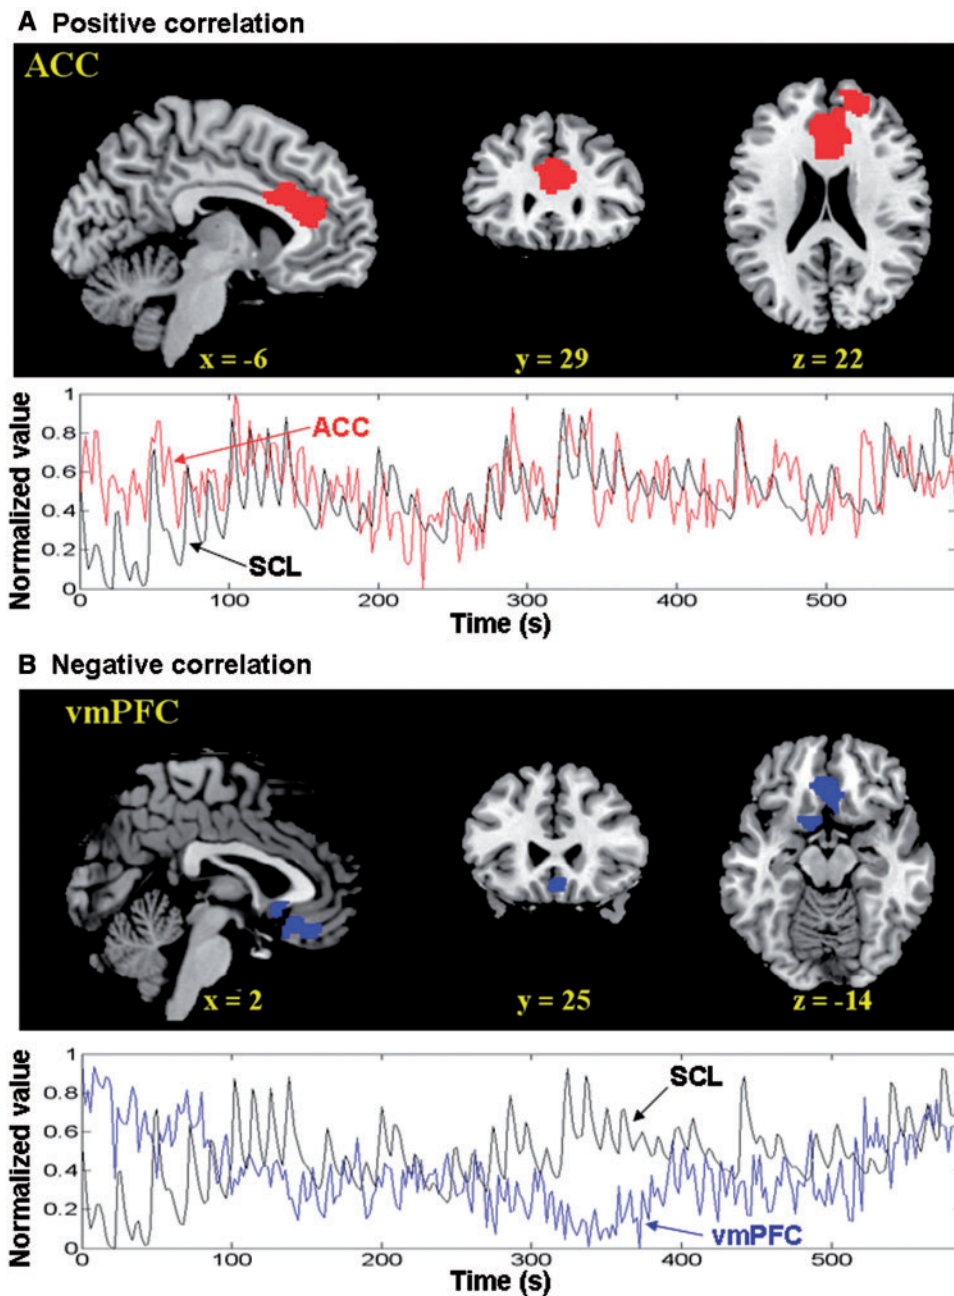 A Positive correlation
ACC
x = -6 y = 29 z = 22
Normalized value
1
0.8
0.6
0.4
0.2
0
ACC
SCL
0 100 200 300 400 500
Time (s)
B Negative correlation
vmPFC
x = 2 y = 25 z = -14
Normalized value
1
0.8
0.6
0.4
0.2
0
SCL
vmPFC
0 100 200 300 400 500
Time (s)